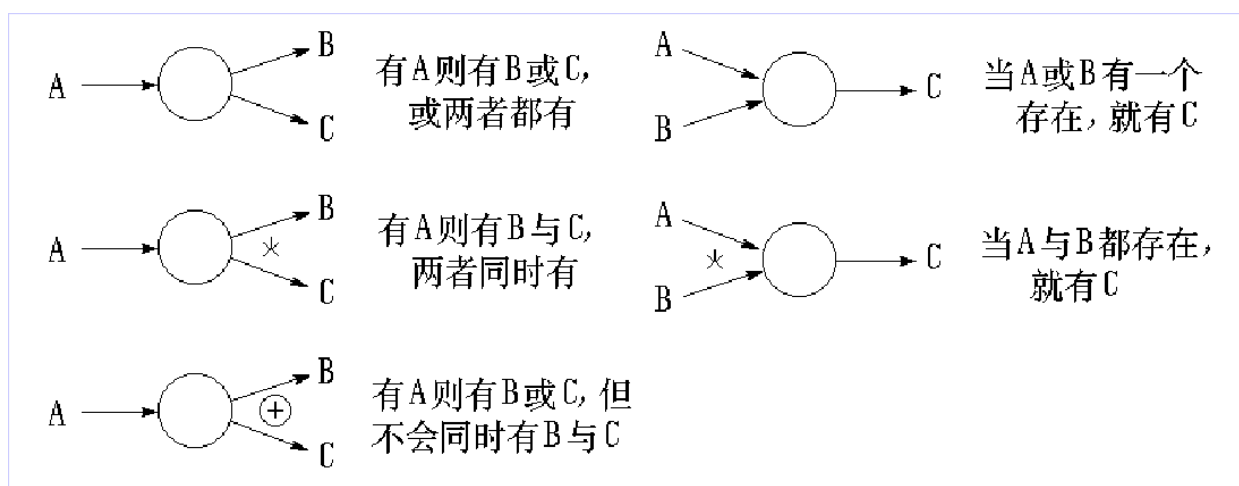 A
B
C
有A则有B或C,
或两者都有
A
B
C
当A或B有一个
存在,就有C
A
B
*
C
有A则有B与C,
两者同时有
A
*
B
C
当A与B都存在,
就有C
A
B
+
C
有A则有B或C,但
不会同时有B与C